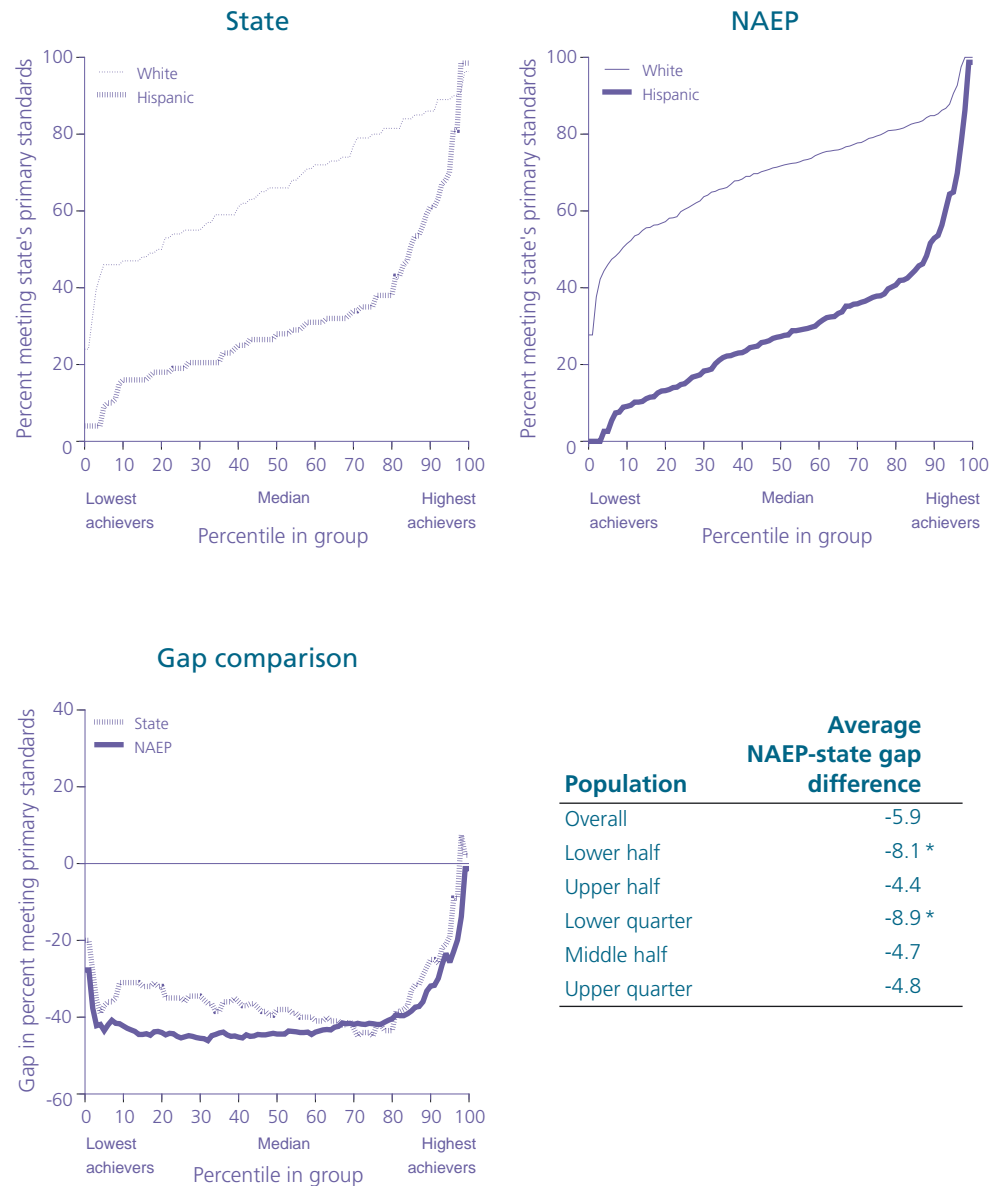 State
Percent meeting state's primary standards
100
80
60
40
20
0
White
Hispanic
0 10 20 30 40 50 60 70 80 90 100
Lowest achievers
Median
Highest achievers
Percentile in group
NAEP
Percent meeting state's primary standards
100
80
60
40
20
0
White
Hispanic
0 10 20 30 40 50 60 70 80 90 100
Lowest achievers
Median
Highest achievers
Percentile in group
Gap comparison
Gap in percent meeting primary standards
40
20
0
-20
-40
-60
State
NAEP
0 10 20 30 40 50 60 70 80 90 100
Lowest achievers
Median
Highest achievers
Percentile in group
Population Average NAEP-state gap difference
Overall -5.9
Lower half -8.1 *
Upper half -4.4
Lower quarter -8.9 *
Middle half -4.7
Upper quarter -4.8